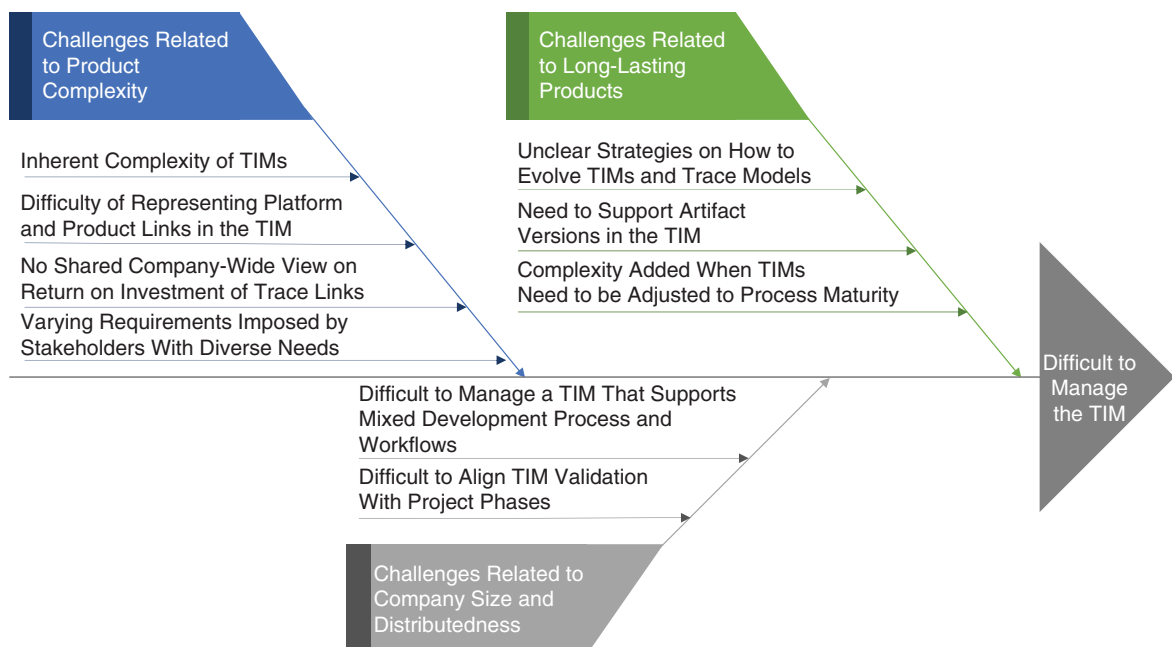 Challenges Related
to Product
Complexity
Inherent Complexity of TIMs
Difficulty of Representing Platform
and Product Links in the TIM
No Shared Company-Wide View on
Return on Investment of Trace Links
Varying Requirements Imposed by
Stakeholders With Diverse Needs
Challenges Related
to Long-Lasting
Products
Unclear Strategies on How to
Evolve TIMs and Trace Models
Need to Support Artifact
Versions in the TIM
Complexity Added When TIMs
Need to be Adjusted to Process Maturity
Difficult to Manage a TIM That Supports
Mixed Development Process and
Workflows
Difficult to Align TIM Validation
With Project Phases
Challenges Related to
Company Size and
Distributedness
Difficult to
Manage
the TIM